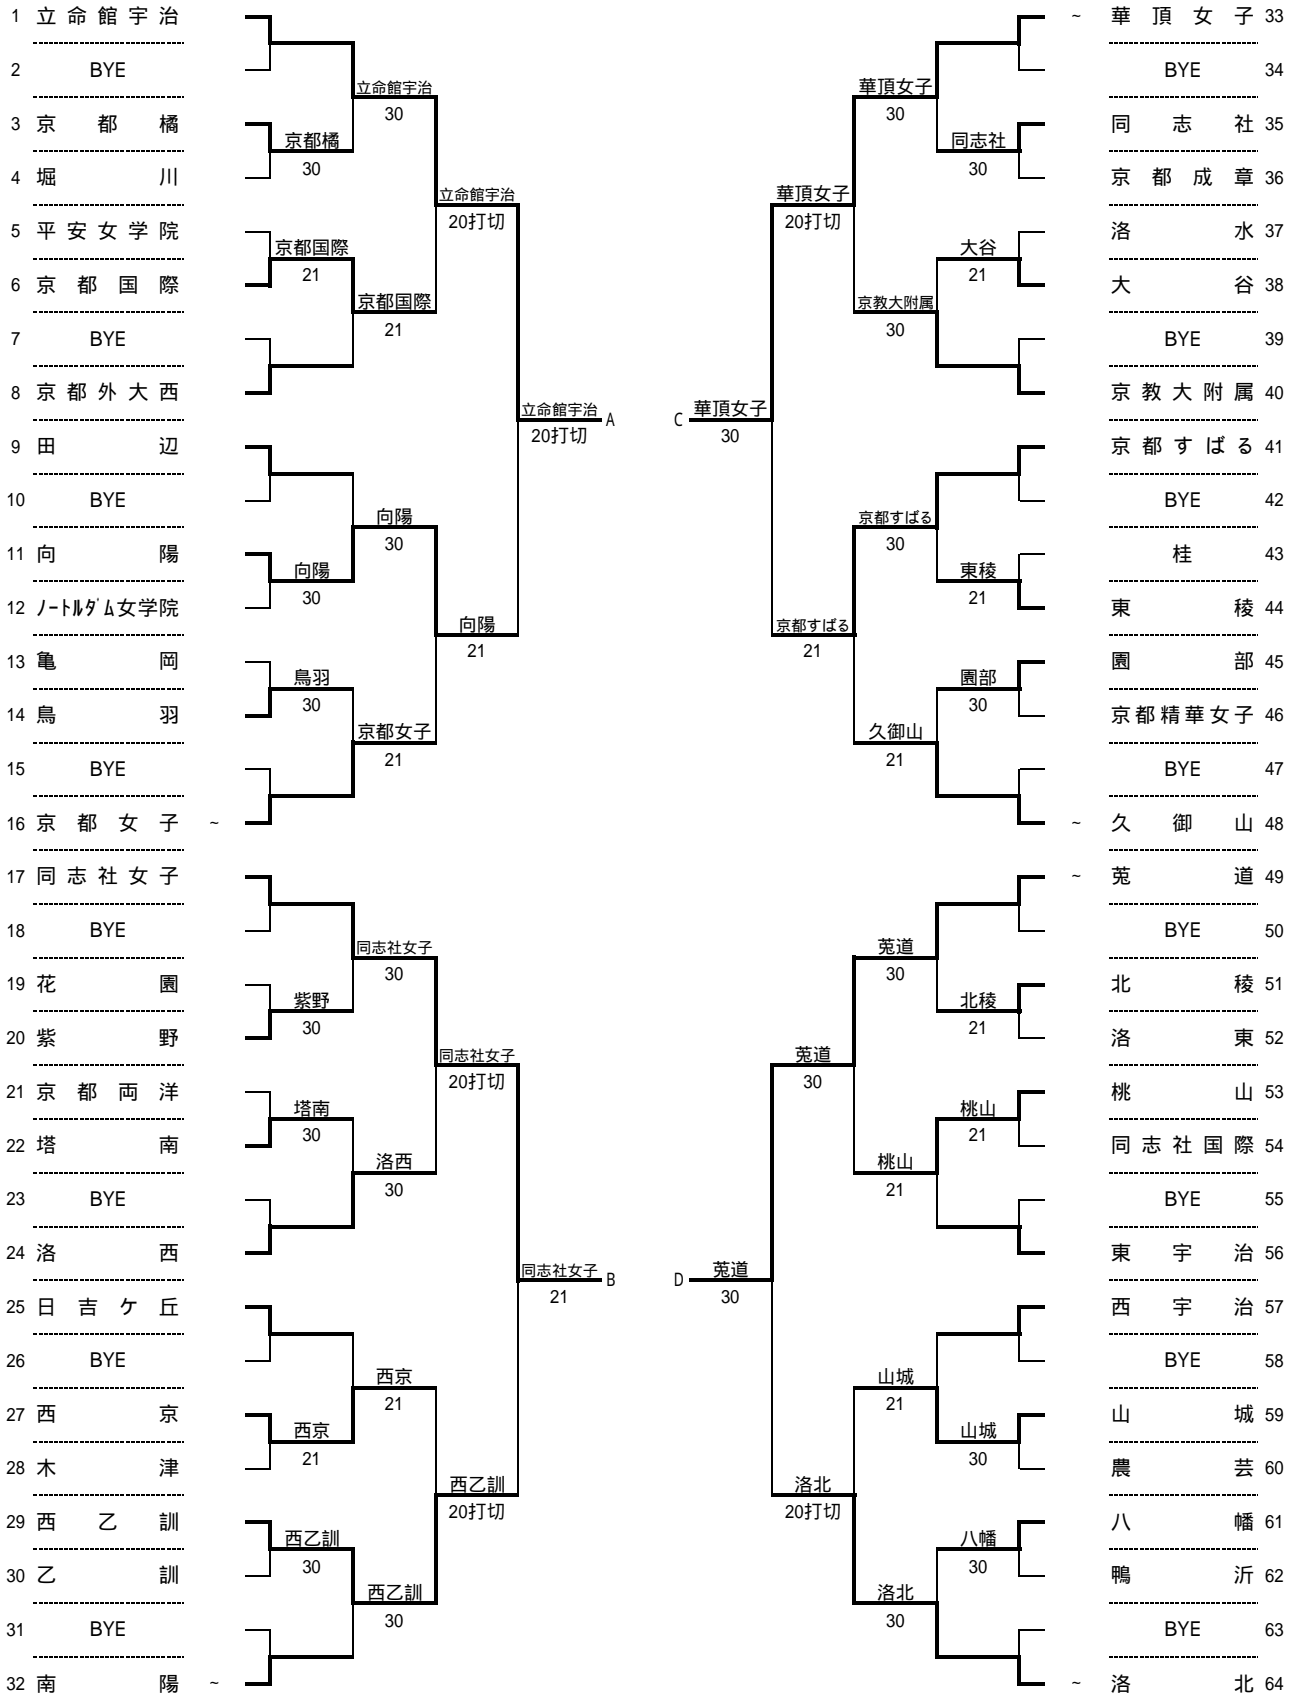 1 立命館宇治
2 BYE
3 京都橘
4 堀川
5 平安女学院
6 京都国際
7 BYE
8 京都外大西
9 田辺
10 BYE
11 向陽
12 ﾉｰﾄﾙﾀﾞﾑ女学院
13 亀岡
14 鳥羽
15 BYE
16 京都女子 ~
17 同志社女子
18 BYE
19 花園
20 紫野
21 京都両洋
22 塔南
23 BYE
24 洛西
25 日吉ケ丘
26 BYE
27 西京
28 木津
29 西乙訓
30 乙訓
31 BYE
32 南陽 ~
京都橘
30
京都国際
21
向陽
30
鳥羽
30
紫野
30
塔南
30
西京
21
西乙訓
30
立命館宇治
30
京都国際
21
向陽
30
京都女子
21
同志社女子
30
洛西
30
西京
21
西乙訓
30
立命館宇治
20打切
向陽
21
同志社女子
20打切
西乙訓
20打切
立命館宇治 A
20打切
同志社女子 B
21
C 華頂女子
30
D 莵道
30
華頂女子
20打切
京都すばる
21
莵道
30
洛北
20打切
華頂女子
30
京教大附属
30
京都すばる
30
久御山
21
莵道
30
桃山
21
山城
21
洛北
30
同志社
30
大谷
21
東稜
21
園部
30
北稜
21
桃山
21
山城
30
八幡
30
~ 華頂女子 33
BYE 34
同志社 35
京都成章 36
洛水 37
大谷 38
BYE 39
京教大附属 40
京都すばる 41
BYE 42
桂 43
東稜 44
園部 45
京都精華女子 46
BYE 47
~ 久御山 48
~ 莵道 49
BYE 50
北稜 51
洛東 52
桃山 53
同志社国際 54
BYE 55
東宇治 56
西宇治 57
BYE 58
山城 59
農芸 60
八幡 61
鴨沂 62
BYE 63
~ 洛北 64